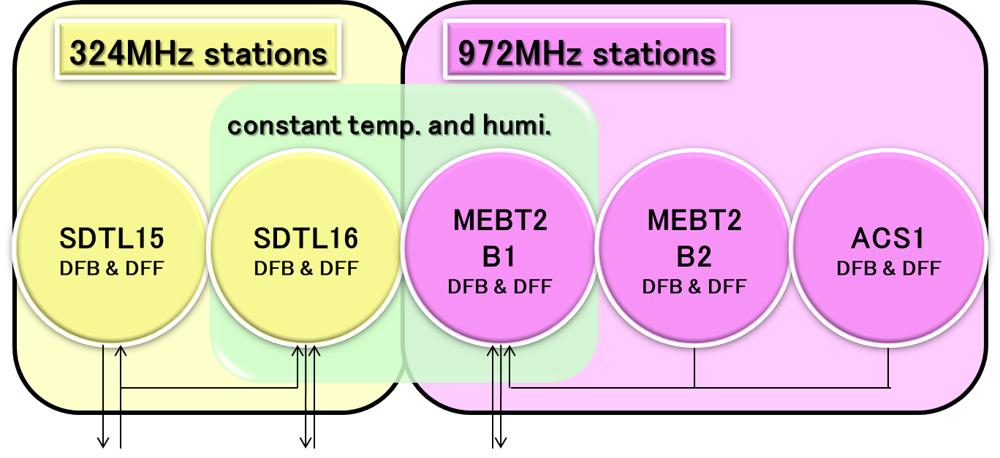 324MHz stations
972MHz stations
constant temp. and humi.
SDTL15
DFB & DFF
SDTL16
DFB & DFF
MEBT2
B1
DFB & DFF
MEBT2
B2
DFB & DFF
ACS1
DFB & DFF